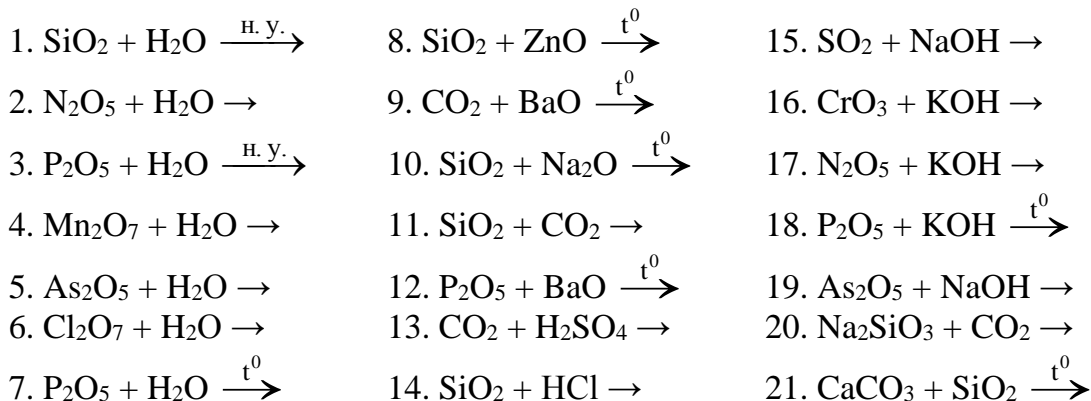 1. SiO₂ + H₂O —н. у.→
2. N₂O₅ + H₂O →
3. P₂O₅ + H₂O —н. у.→
4. Mn₂O₇ + H₂O →
5. As₂O₅ + H₂O →
6. Cl₂O₇ + H₂O →
7. P₂O₅ + H₂O —t⁰→
8. SiO₂ + ZnO —t⁰→
9. CO₂ + BaO —t⁰→
10. SiO₂ + Na₂O —t⁰→
11. SiO₂ + CO₂ →
12. P₂O₅ + BaO —t⁰→
13. CO₂ + H₂SO₄ →
14. SiO₂ + HCl →
15. SO₂ + NaOH →
16. CrO₃ + KOH →
17. N₂O₅ + KOH →
18. P₂O₅ + KOH —t⁰→
19. As₂O₅ + NaOH →
20. Na₂SiO₃ + CO₂ →
21. CaCO₃ + SiO₂ —t⁰→